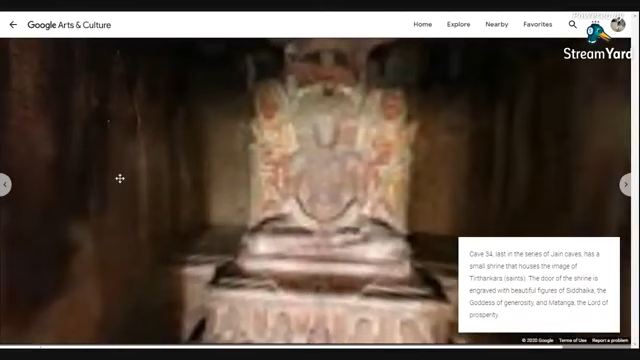 Google Arts & Culture
Home
Explore
Nearby
Favorites
StreamYard
Cave 34, last in the series of Jain caves, has a
small shrine that houses the image of
Tirthankars (saints). The door of the shrine is
engraved with beautiful figures of Siddhaika, the
Goddess of generosity, and Matanga, the Lord of
prosperity.
© 2020 Google
Terms of Use
Report a problem